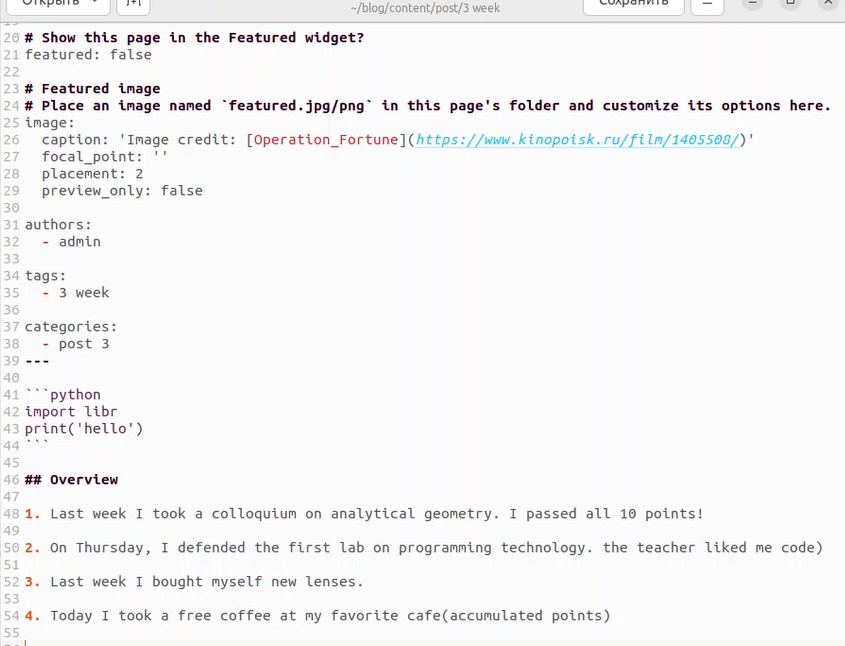 Открыть
~/blog/content/post/3 week
Сохранить
19
20 # Show this page in the Featured widget?
21 featured: false
22
23 # Featured image
24 # Place an image named `featured.jpg/png` in this page's folder and customize its options here.
25 image:
26   caption: 'Image credit: [Operation_Fortune](https://www.kinopoisk.ru/film/1405508/)'
27   focal_point: ''
28   placement: 2
29   preview_only: false
30
31 authors:
32   - admin
33
34 tags:
35   - 3 week
36
37 categories:
38   - post 3
39 ---
40
41 ```python
42 import libr
43 print('hello')
44 ```
45
46 ## Overview
47
48 1. Last week I took a colloquium on analytical geometry. I passed all 10 points!
49
50 2. On Thursday, I defended the first lab on programming technology. the teacher liked me code)
51
52 3. Last week I bought myself new lenses.
53
54 4. Today I took a free coffee at my favorite cafe(accumulated points)
55